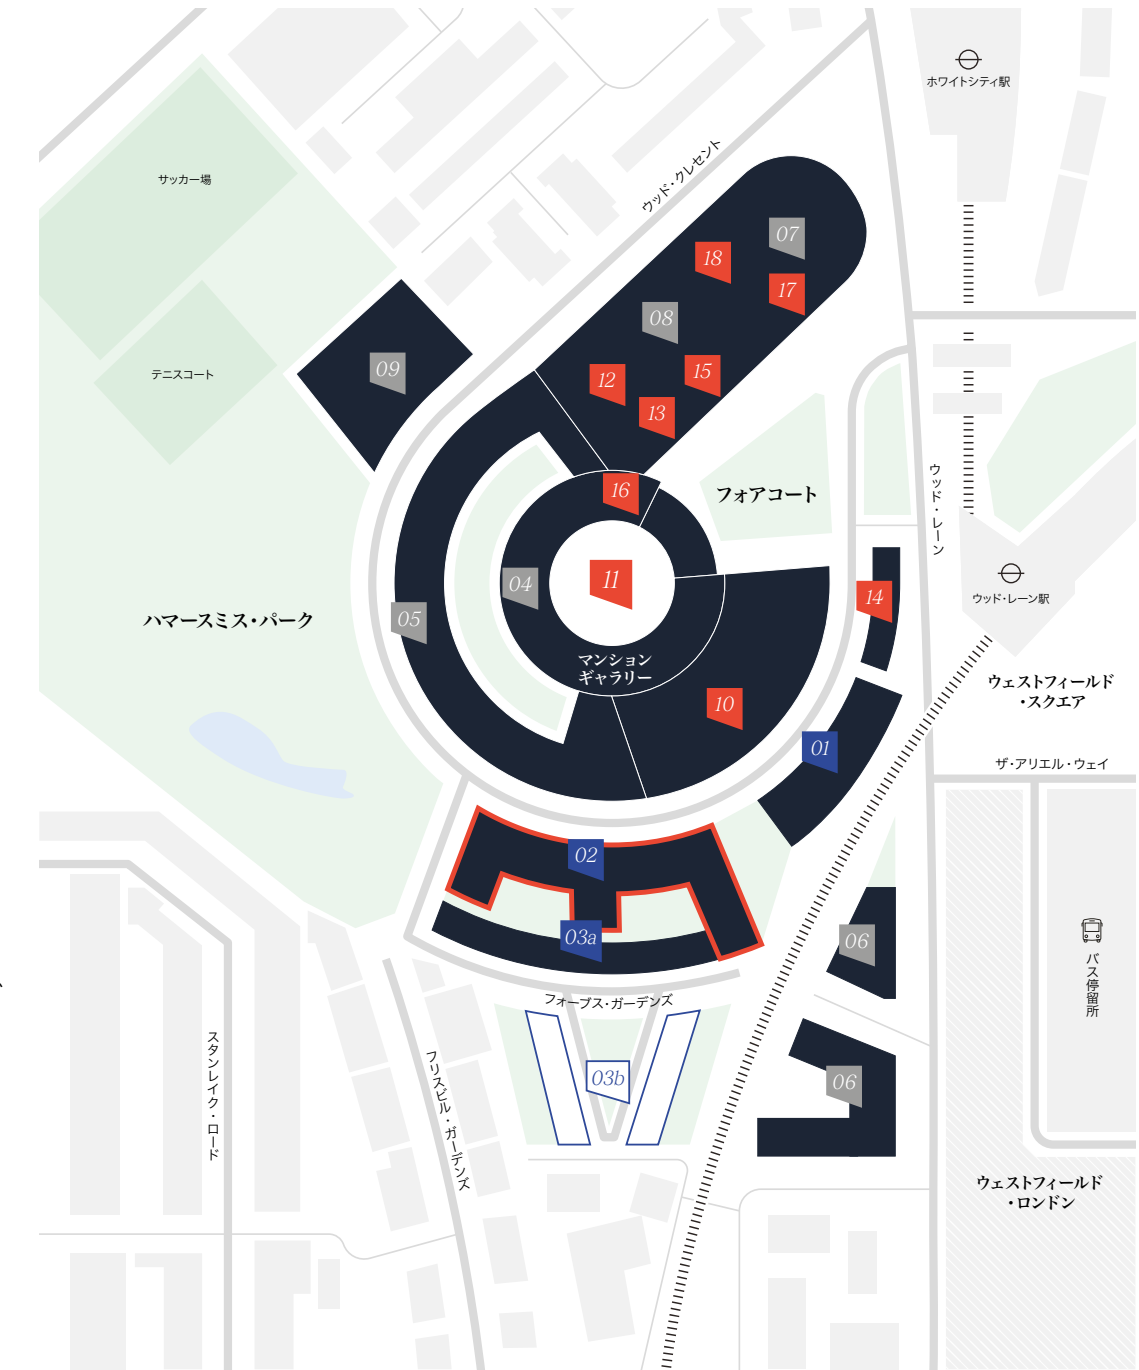 ホワイトシティ駅
ウッド・クレセント
サッカー場
07
18
17
08
テニスコート
09
12
15
13
16
フォアコート
ウッド・レーン
11
04
14
ウッド・レーン駅
05
ハマースミス・パーク
マンション
ギャラリー
ウェストフィールド
・スクエア
10
01
ザ・アリエル・ウェイ
02
03a
06
バス停留所
フォーブス・ガーデンズ
スタンレイク・ロード
フリスビル・ガーデンズ
03b
06
ウェストフィールド
・ロンドン